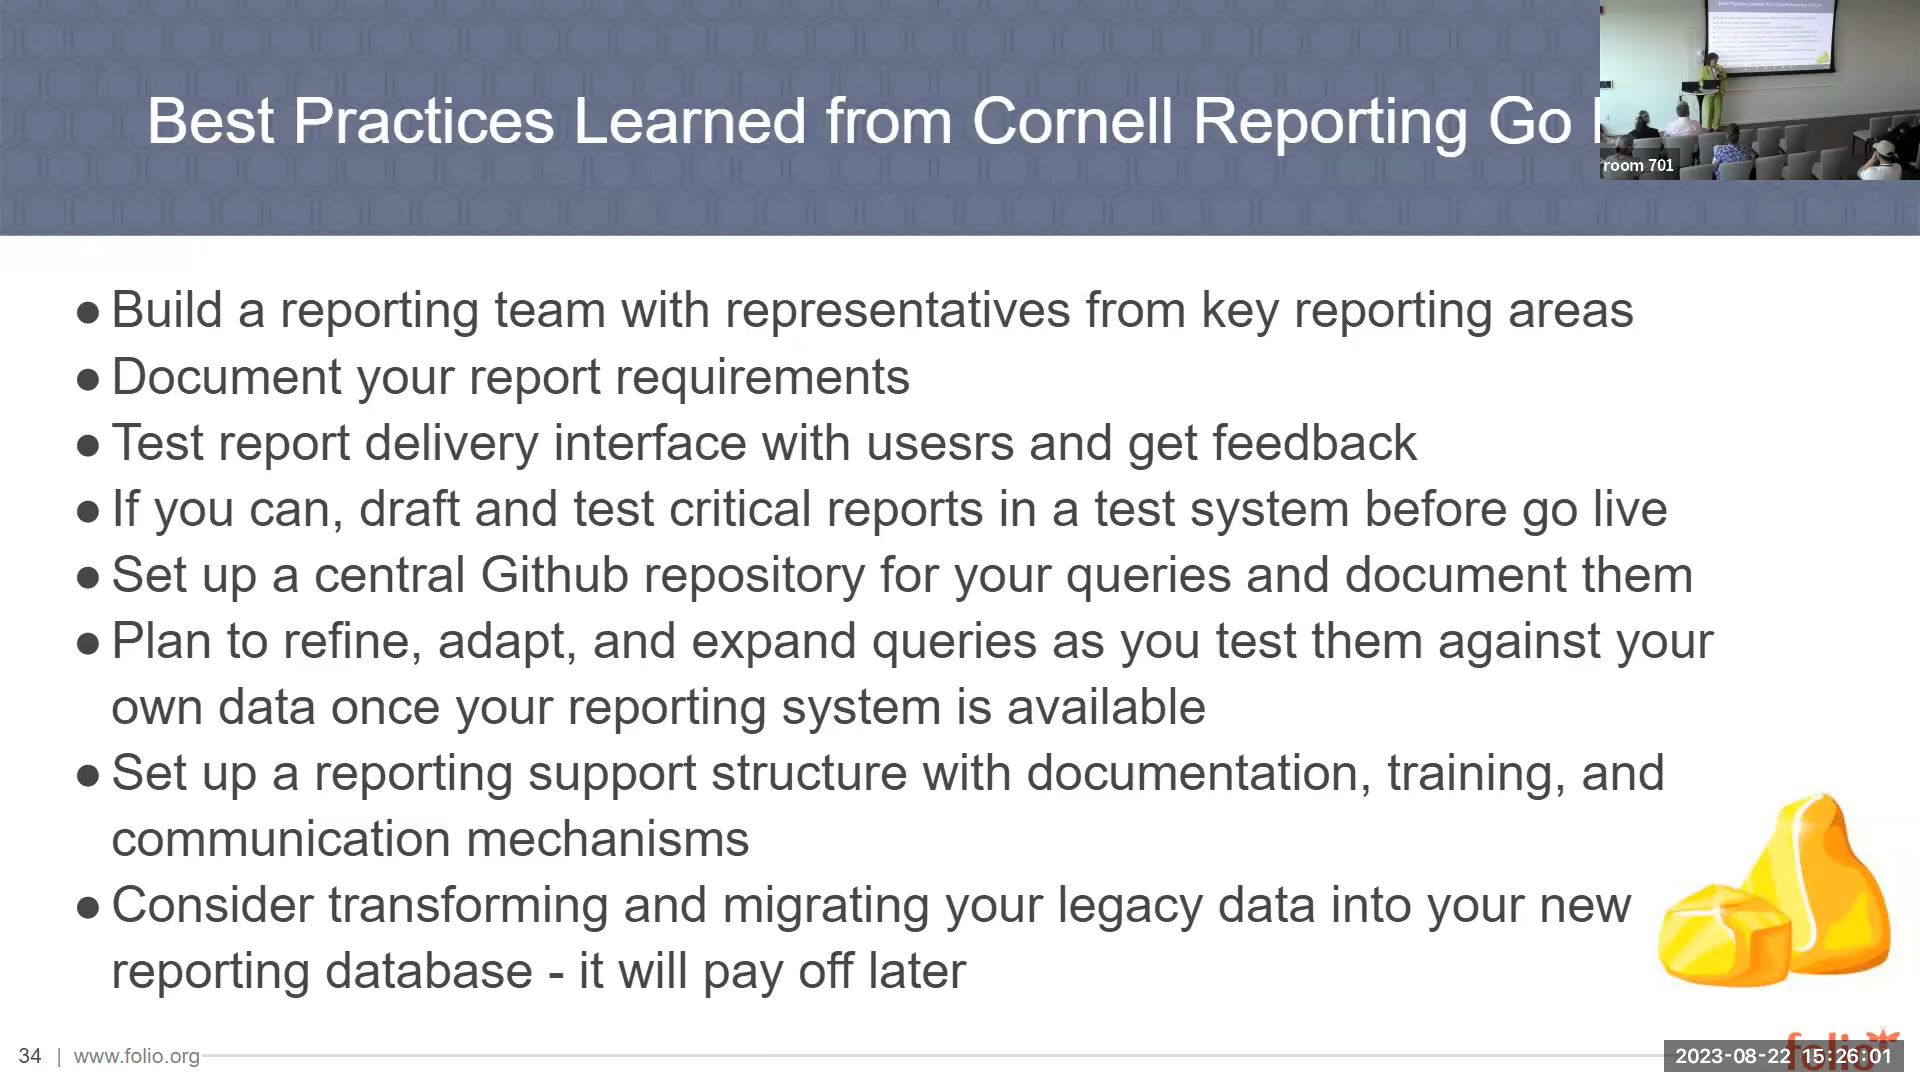 Best Practices Learned from Cornell Reporting Go
room 701
● Build a reporting team with representatives from key reporting areas
● Document your report requirements
● Test report delivery interface with usesrs and get feedback
● If you can, draft and test critical reports in a test system before go live
● Set up a central Github repository for your queries and document them
● Plan to refine, adapt, and expand queries as you test them against your
own data once your reporting system is available
● Set up a reporting support structure with documentation, training, and
communication mechanisms
● Consider transforming and migrating your legacy data into your new
reporting database - it will pay off later
34 | www.folio.org
folio
2023-08-22 15:26:01